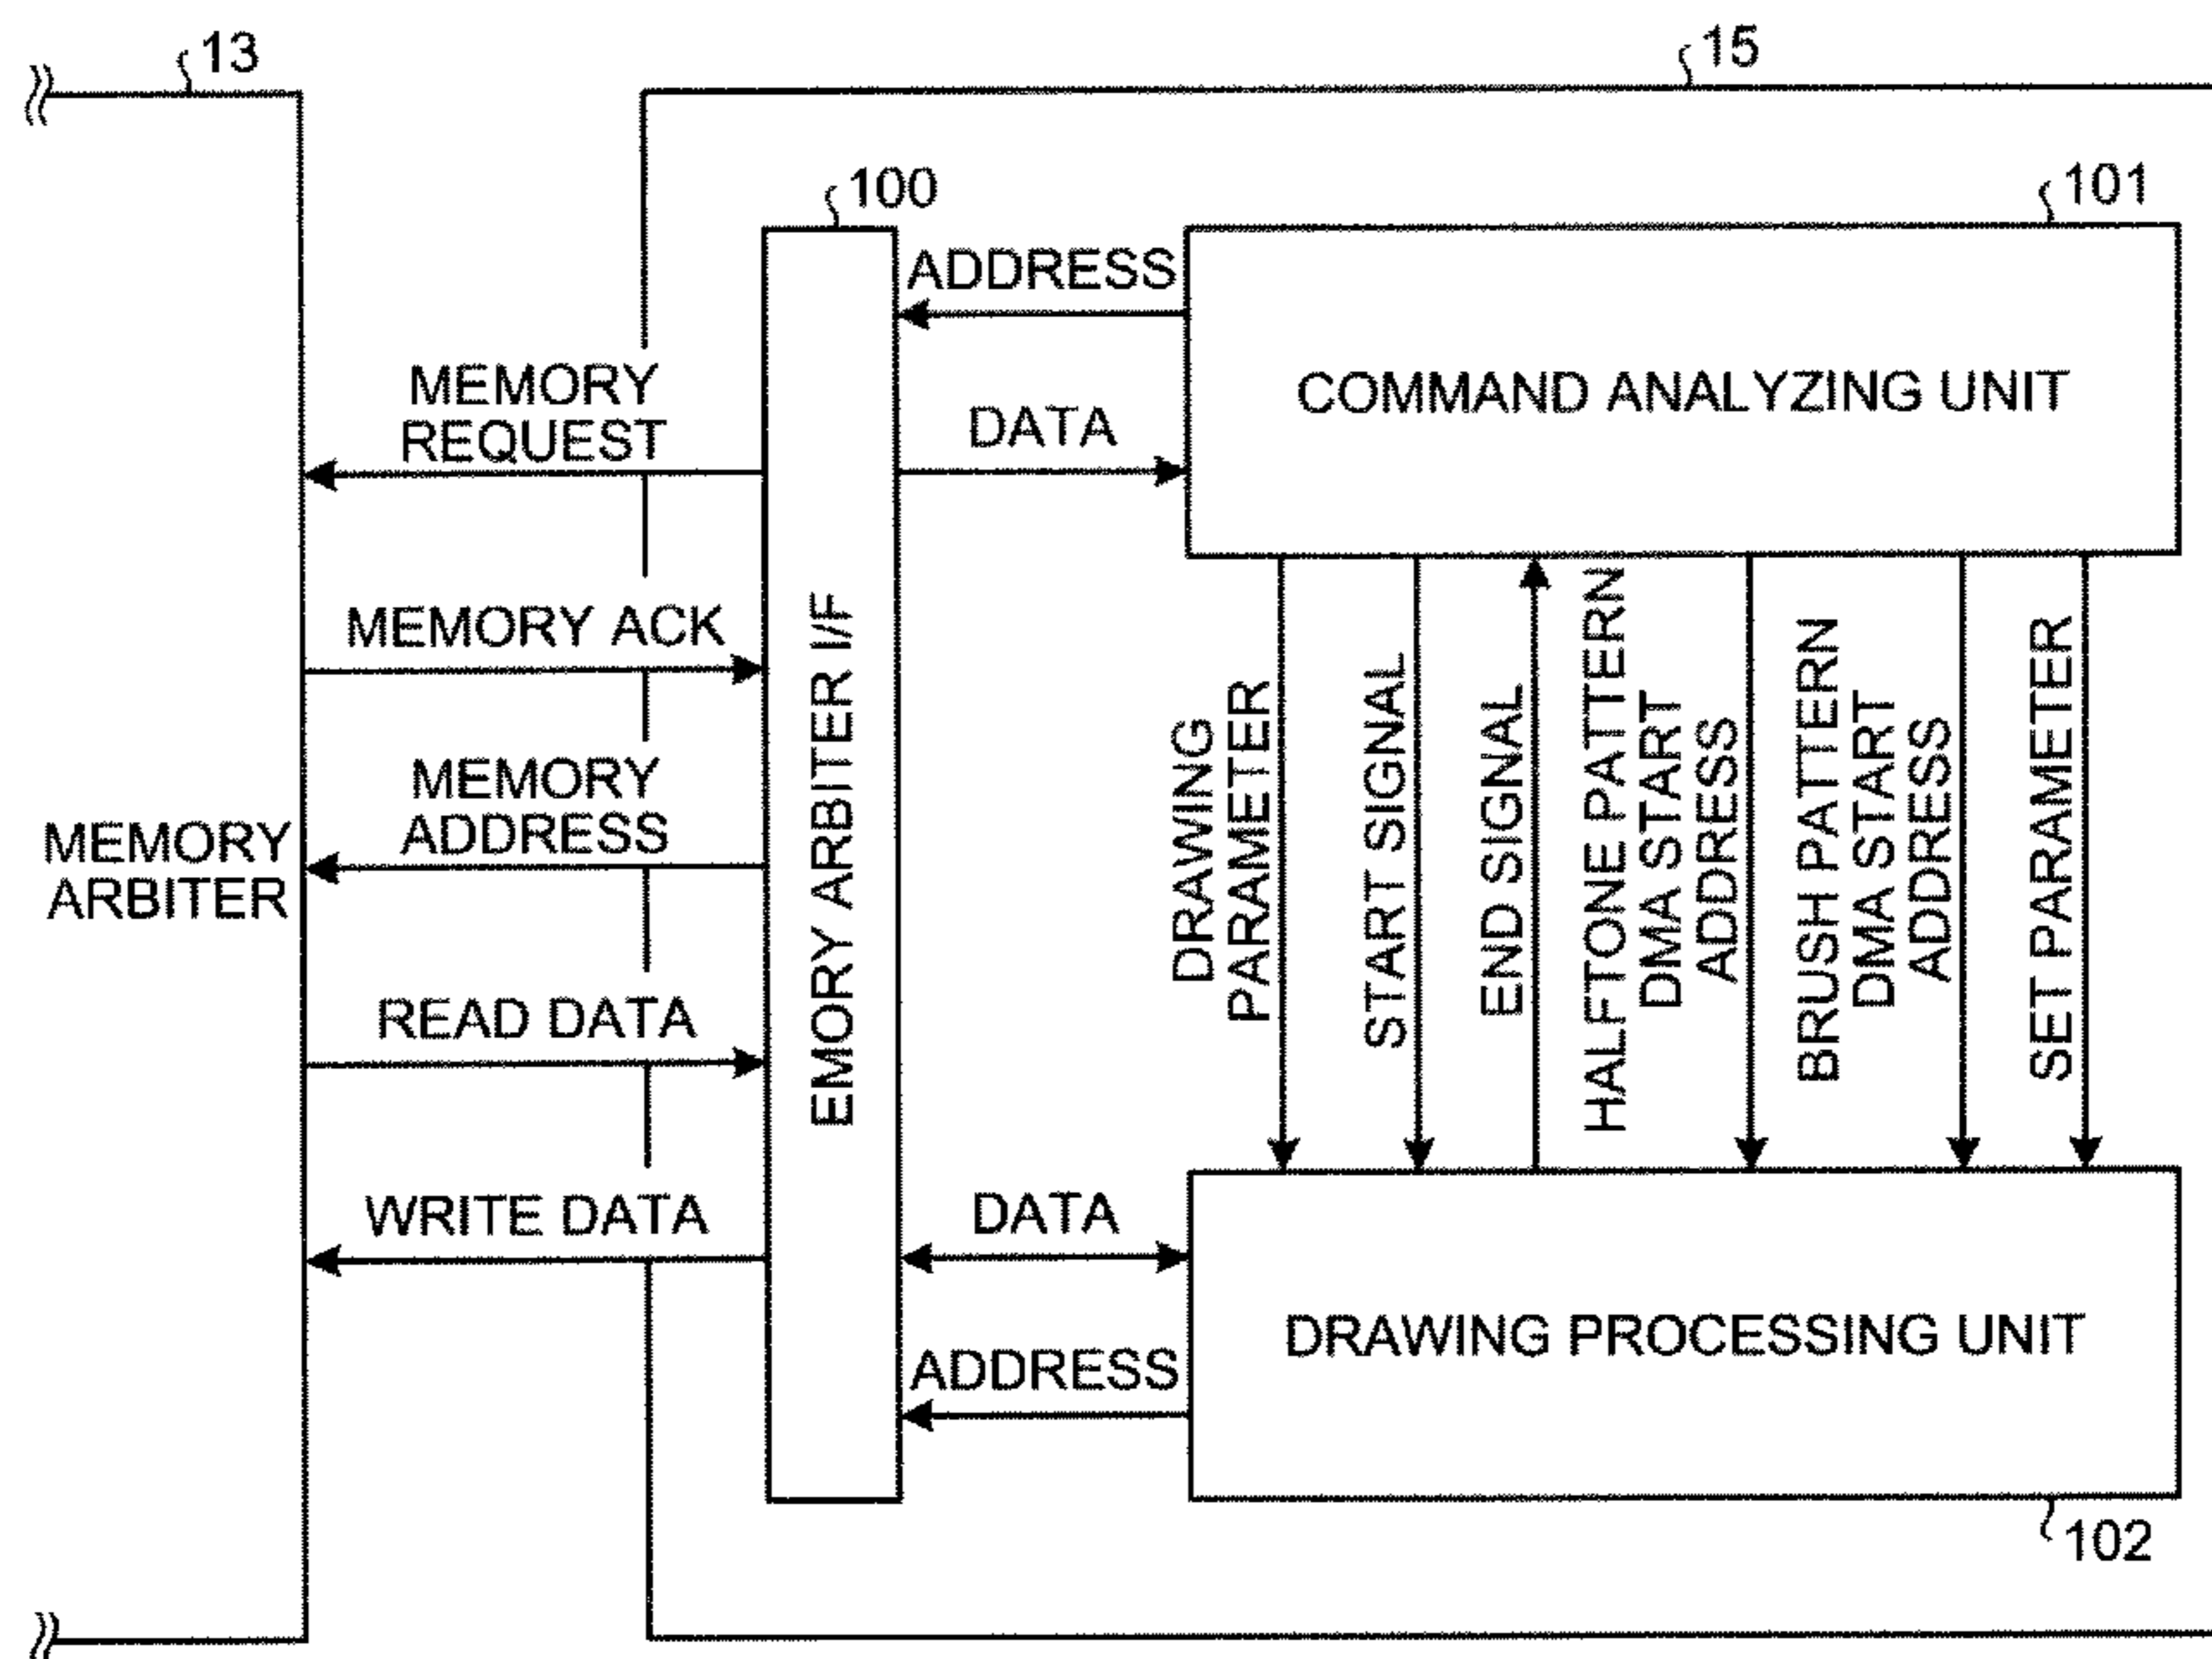 13
15
100
101
ADDRESS
COMMAND ANALYZING UNIT
MEMORY
REQUEST
DATA
MEMORY ACK
MEMORY
ADDRESS
MEMORY
ARBITER
EMORY ARBITER I/F
READ DATA
WRITE DATA
DRAWING
PARAMETER
START SIGNAL
END SIGNAL
HALFTONE PATTERN
DMA START
ADDRESS
BRUSH PATTERN
DMA START
ADDRESS
SET PARAMETER
DATA
DRAWING PROCESSING UNIT
ADDRESS
102